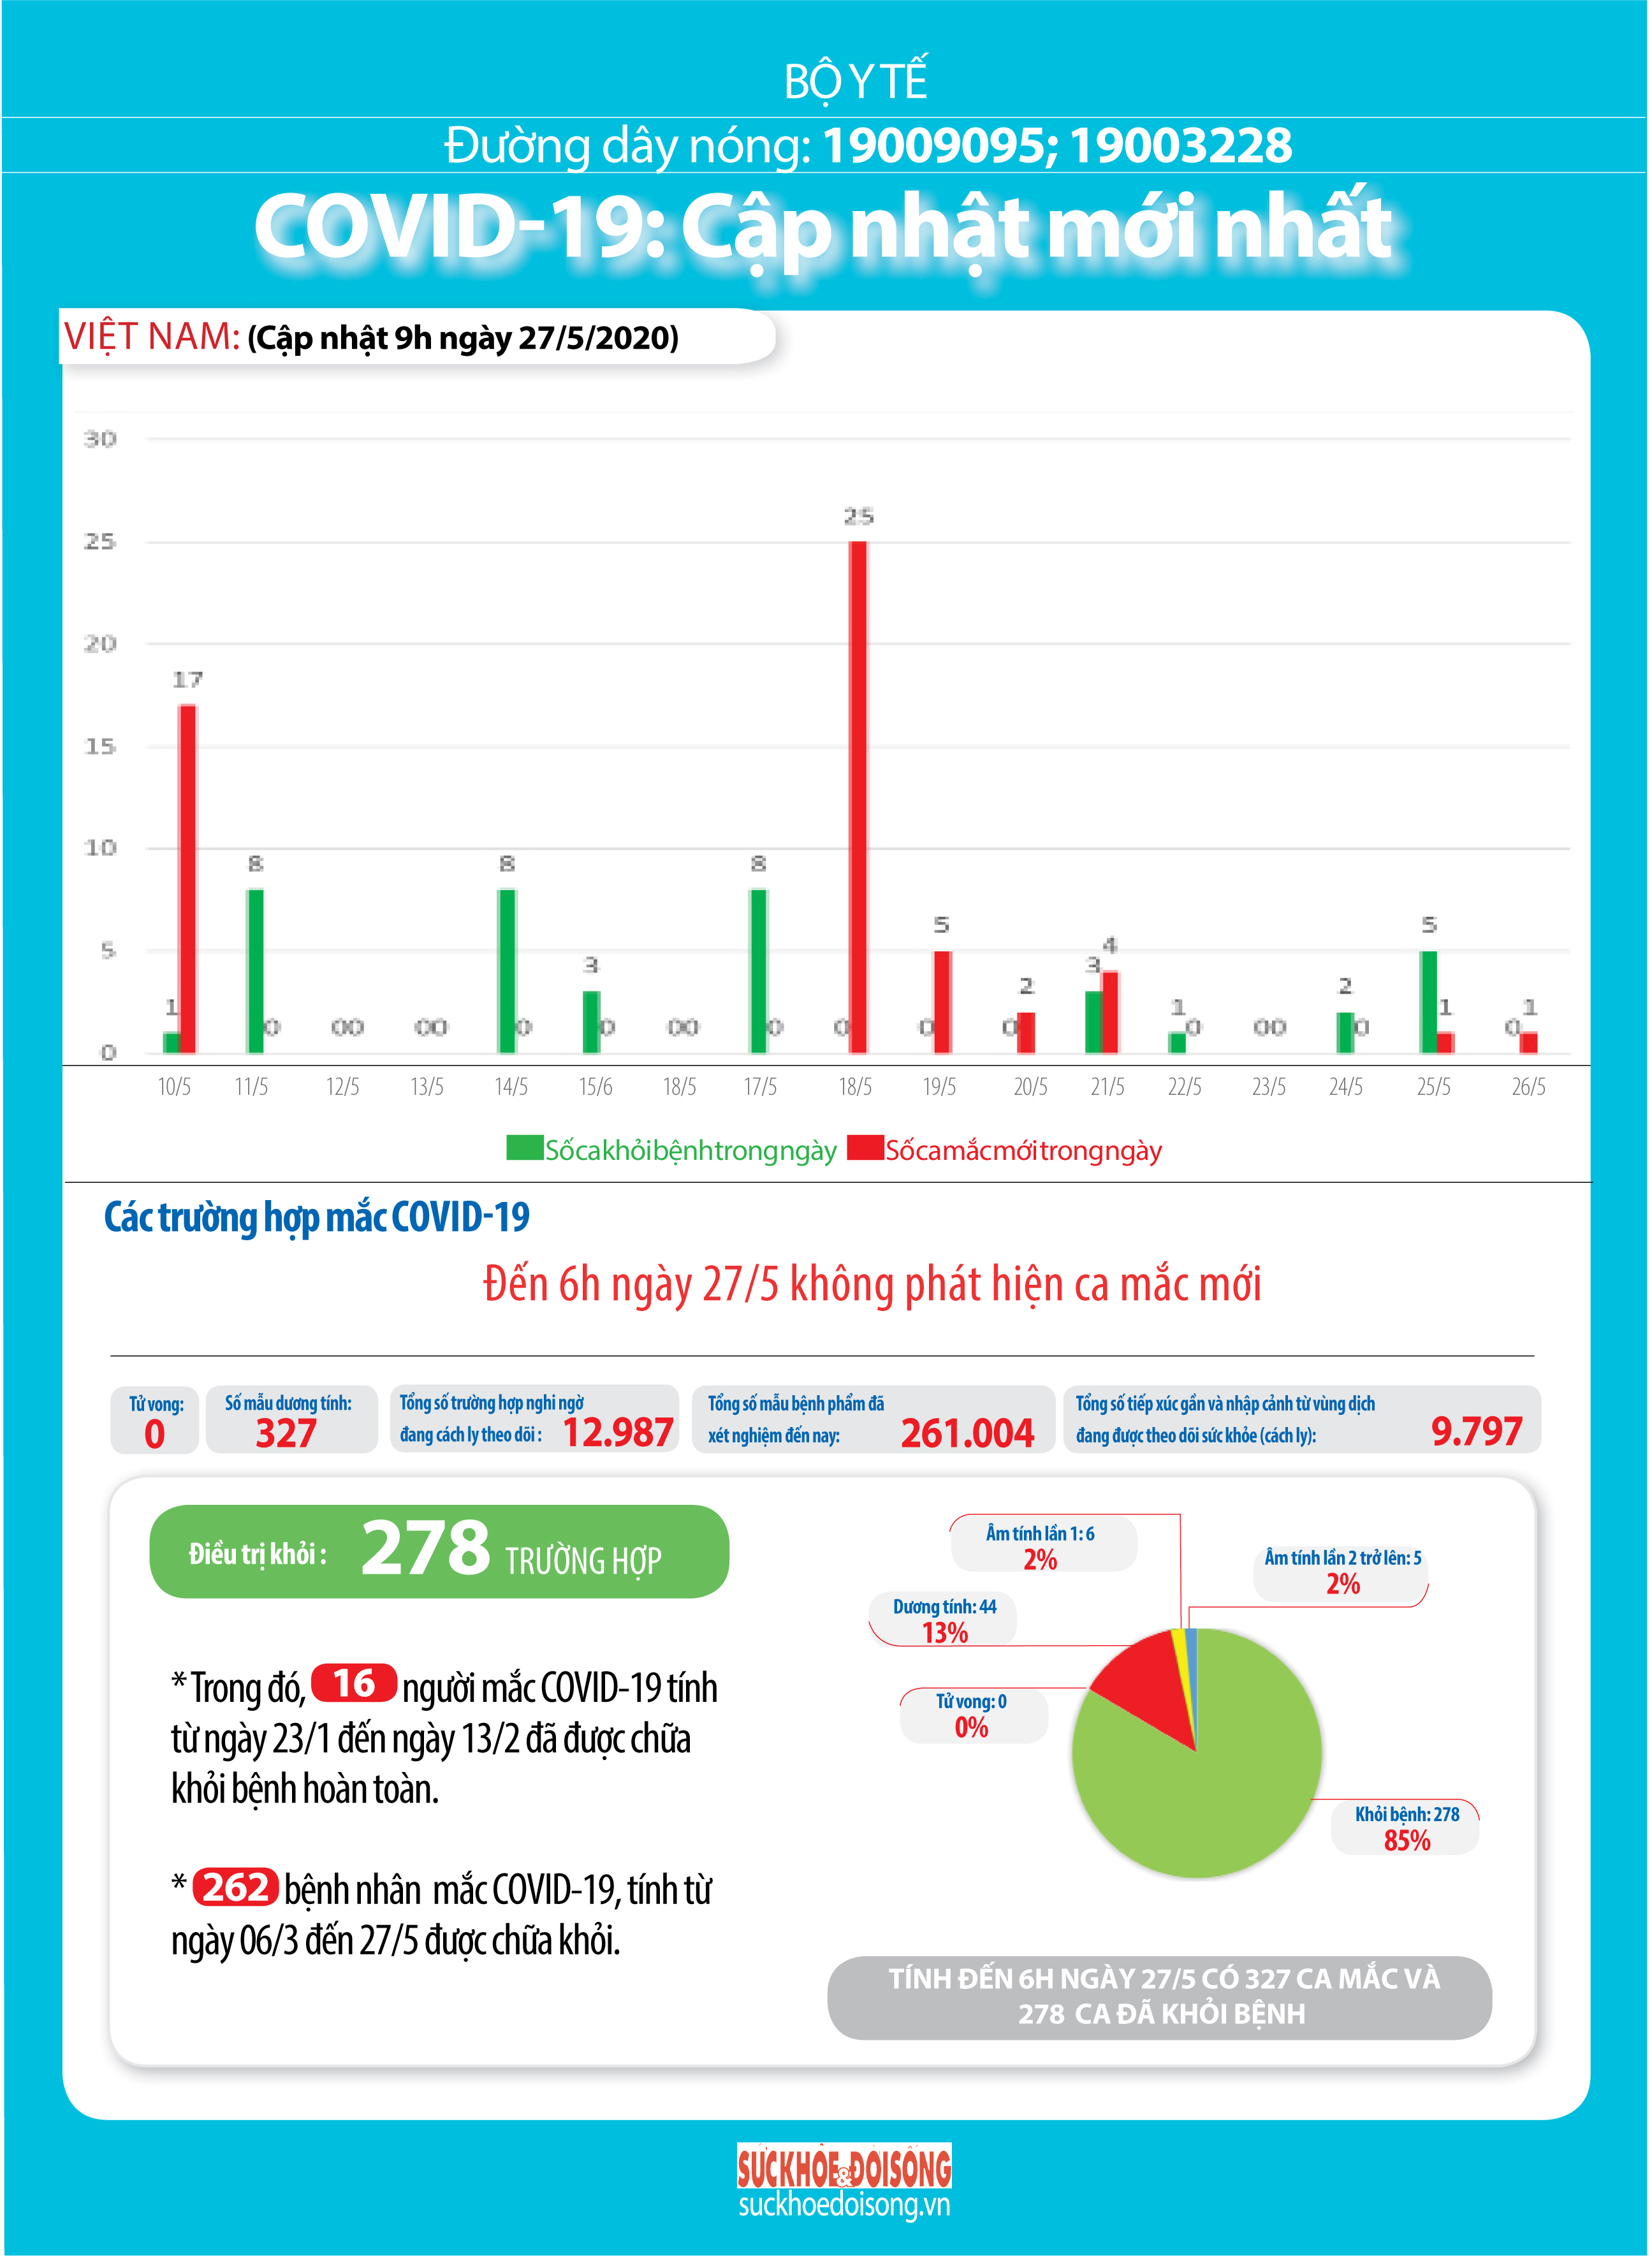 BỘ Y TẾ
Đường dây nóng: 19009095; 19003228
COVID-19: Cập nhật mới nhất
VIỆT NAM: (Cập nhật 9h ngày 27/5/2020)
30
25
20
15
10
5
0
1 17
8 0
0 0
0 0
8 0
3 0
0 0
8 0
0 25
0 5
0 2
3 4
1 0
0 0
2 0
5 1
0 1
10/5 11/5 12/5 13/5 14/5 15/6 18/5 17/5 18/5 19/5 20/5 21/5 22/5 23/5 24/5 25/5 26/5
Số ca khỏi bệnh trong ngày Số ca mắc mới trong ngày
Các trường hợp mắc COVID-19
Đến 6h ngày 27/5 không phát hiện ca mắc mới
Tử vong:
0
Số mẫu dương tính:
327
Tổng số trường hợp nghi ngờ
đang cách ly theo dõi : 12.987
Tổng số mẫu bệnh phẩm đã
xét nghiệm đến nay: 261.004
Tổng số tiếp xúc gần và nhập cảnh từ vùng dịch
đang được theo dõi sức khỏe (cách ly): 9.797
Điều trị khỏi : 278 TRƯỜNG HỢP
* Trong đó, 16 người mắc COVID-19 tính
từ ngày 23/1 đến ngày 13/2 đã được chữa
khỏi bệnh hoàn toàn.
* 262 bệnh nhân mắc COVID-19, tính từ
ngày 06/3 đến 27/5 được chữa khỏi.
Âm tính lần 1: 6
2%
Âm tính lần 2 trở lên: 5
2%
Dương tính: 44
13%
Tử vong: 0
0%
Khỏi bệnh: 278
85%
TÍNH ĐẾN 6H NGÀY 27/5 CÓ 327 CA MẮC VÀ
278 CA ĐÃ KHỎI BỆNH
SỨC KHỎE & ĐỜI SỐNG
suckhoedoisong.vn